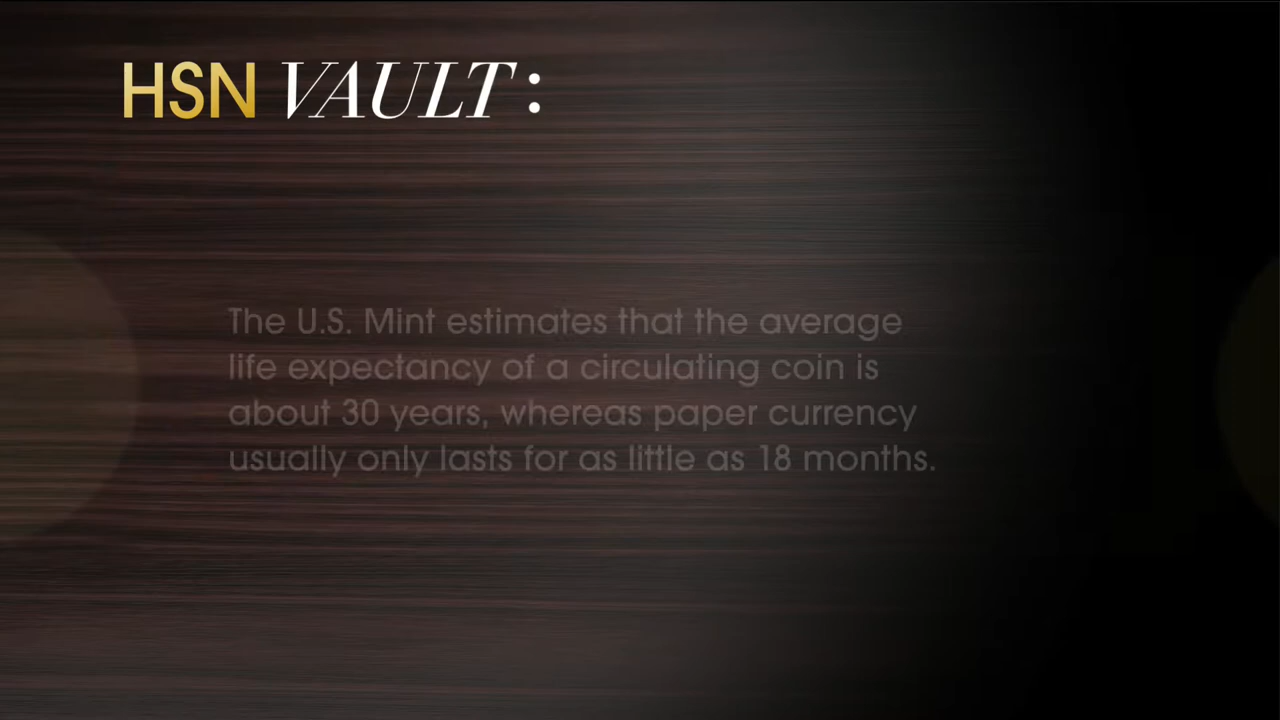 HSN VAULT:
The U.S. Mint estimates that the average
life expectancy of a circulating coin is
about 30 years, whereas paper currency
usually only lasts for as little as 18 months.